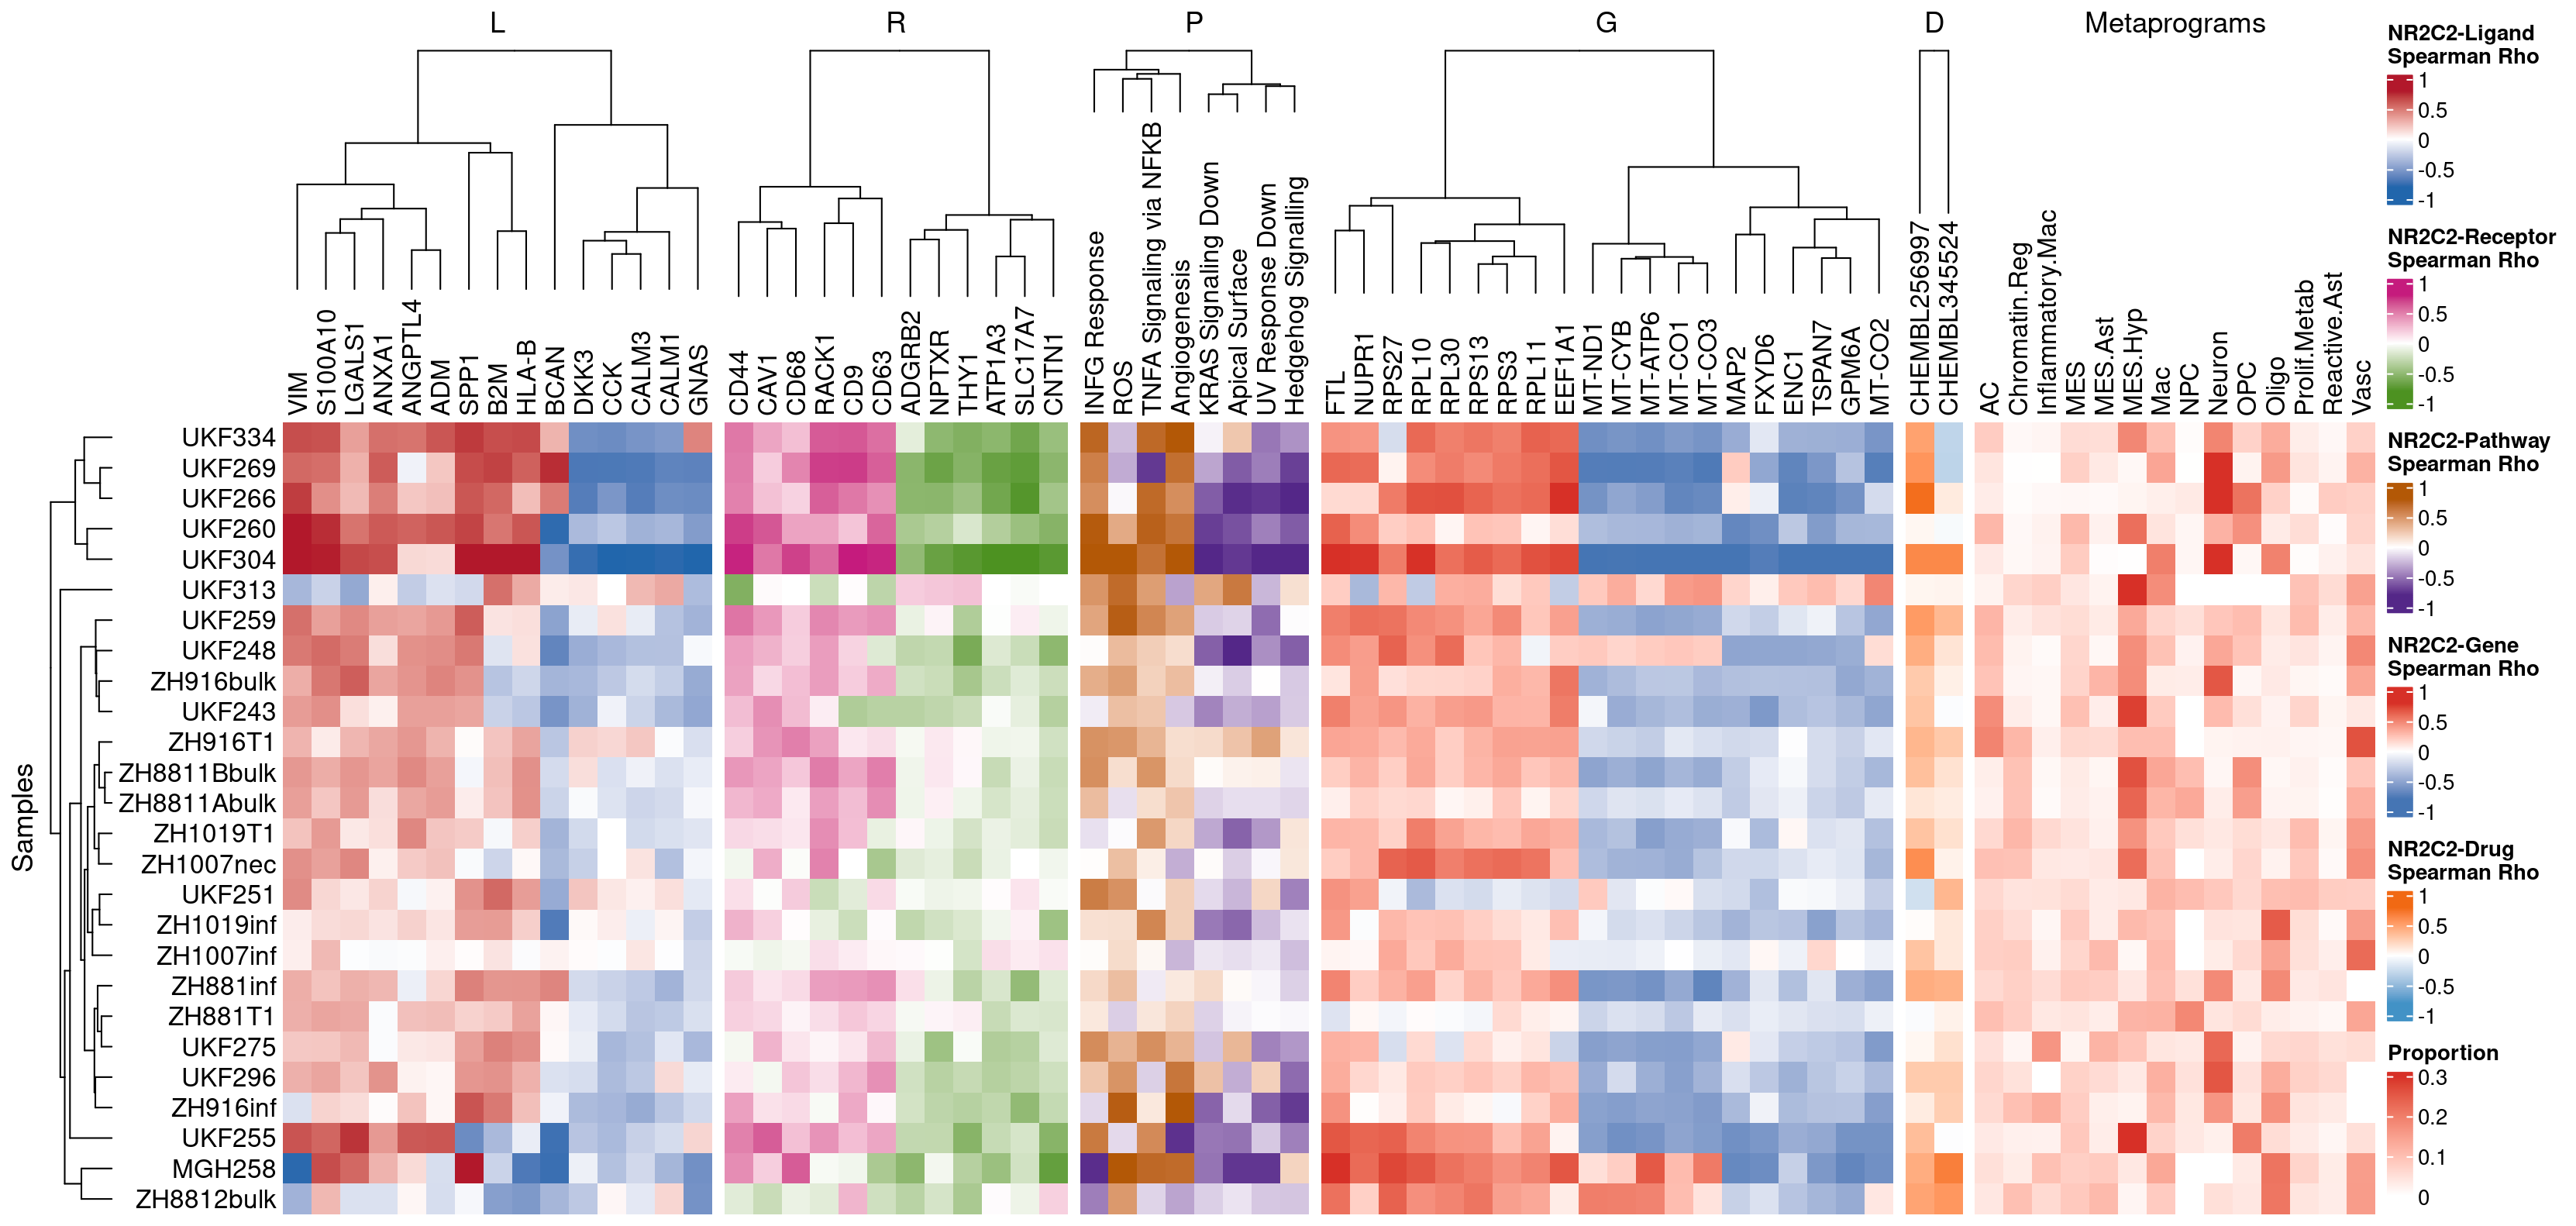 L R P G D Metaprograms
NR2C2-Ligand
Spearman Rho
1
0.5
0
-0.5
-1
NR2C2-Receptor
Spearman Rho
1
0.5
0
-0.5
-1
NR2C2-Pathway
Spearman Rho
1
0.5
0
-0.5
-1
NR2C2-Gene
Spearman Rho
1
0.5
0
-0.5
-1
NR2C2-Drug
Spearman Rho
1
0.5
0
-0.5
-1
Proportion
0.3
0.2
0.1
0
VIM
S100A10
LGALS1
ANXA1
ANGPTL4
ADM
SPP1
B2M
HLA-B
BCAN
DKK3
CCK
CALM3
CALM1
GNAS
CD44
CAV1
CD68
RACK1
CD9
CD63
ADGRB2
NPTXR
THY1
ATP1A3
SLC17A7
CNTN1
INFG Response
ROS
TNFA Signaling via NFKB
Angiogenesis
KRAS Signaling Down
Apical Surface
UV Response Down
Hedgehog Signalling
FTL
NUPR1
RPS27
RPL10
RPL30
RPS13
RPS3
RPL11
EEF1A1
MT-ND1
MT-CYB
MT-ATP6
MT-CO1
MT-CO3
MAP2
FXYD6
ENC1
TSPAN7
GPM6A
MT-CO2
CHEMBL256997
CHEMBL345524
AC
Chromatin.Reg
Inflammatory.Mac
MES
MES.Ast
MES.Hyp
Mac
NPC
Neuron
OPC
Oligo
Prolif.Metab
Reactive.Ast
Vasc
Samples
UKF334
UKF269
UKF266
UKF260
UKF304
UKF313
UKF259
UKF248
ZH916bulk
UKF243
ZH916T1
ZH8811Bbulk
ZH8811Abulk
ZH1019T1
ZH1007nec
UKF251
ZH1019inf
ZH1007inf
ZH881inf
ZH881T1
UKF275
UKF296
ZH916inf
UKF255
MGH258
ZH8812bulk